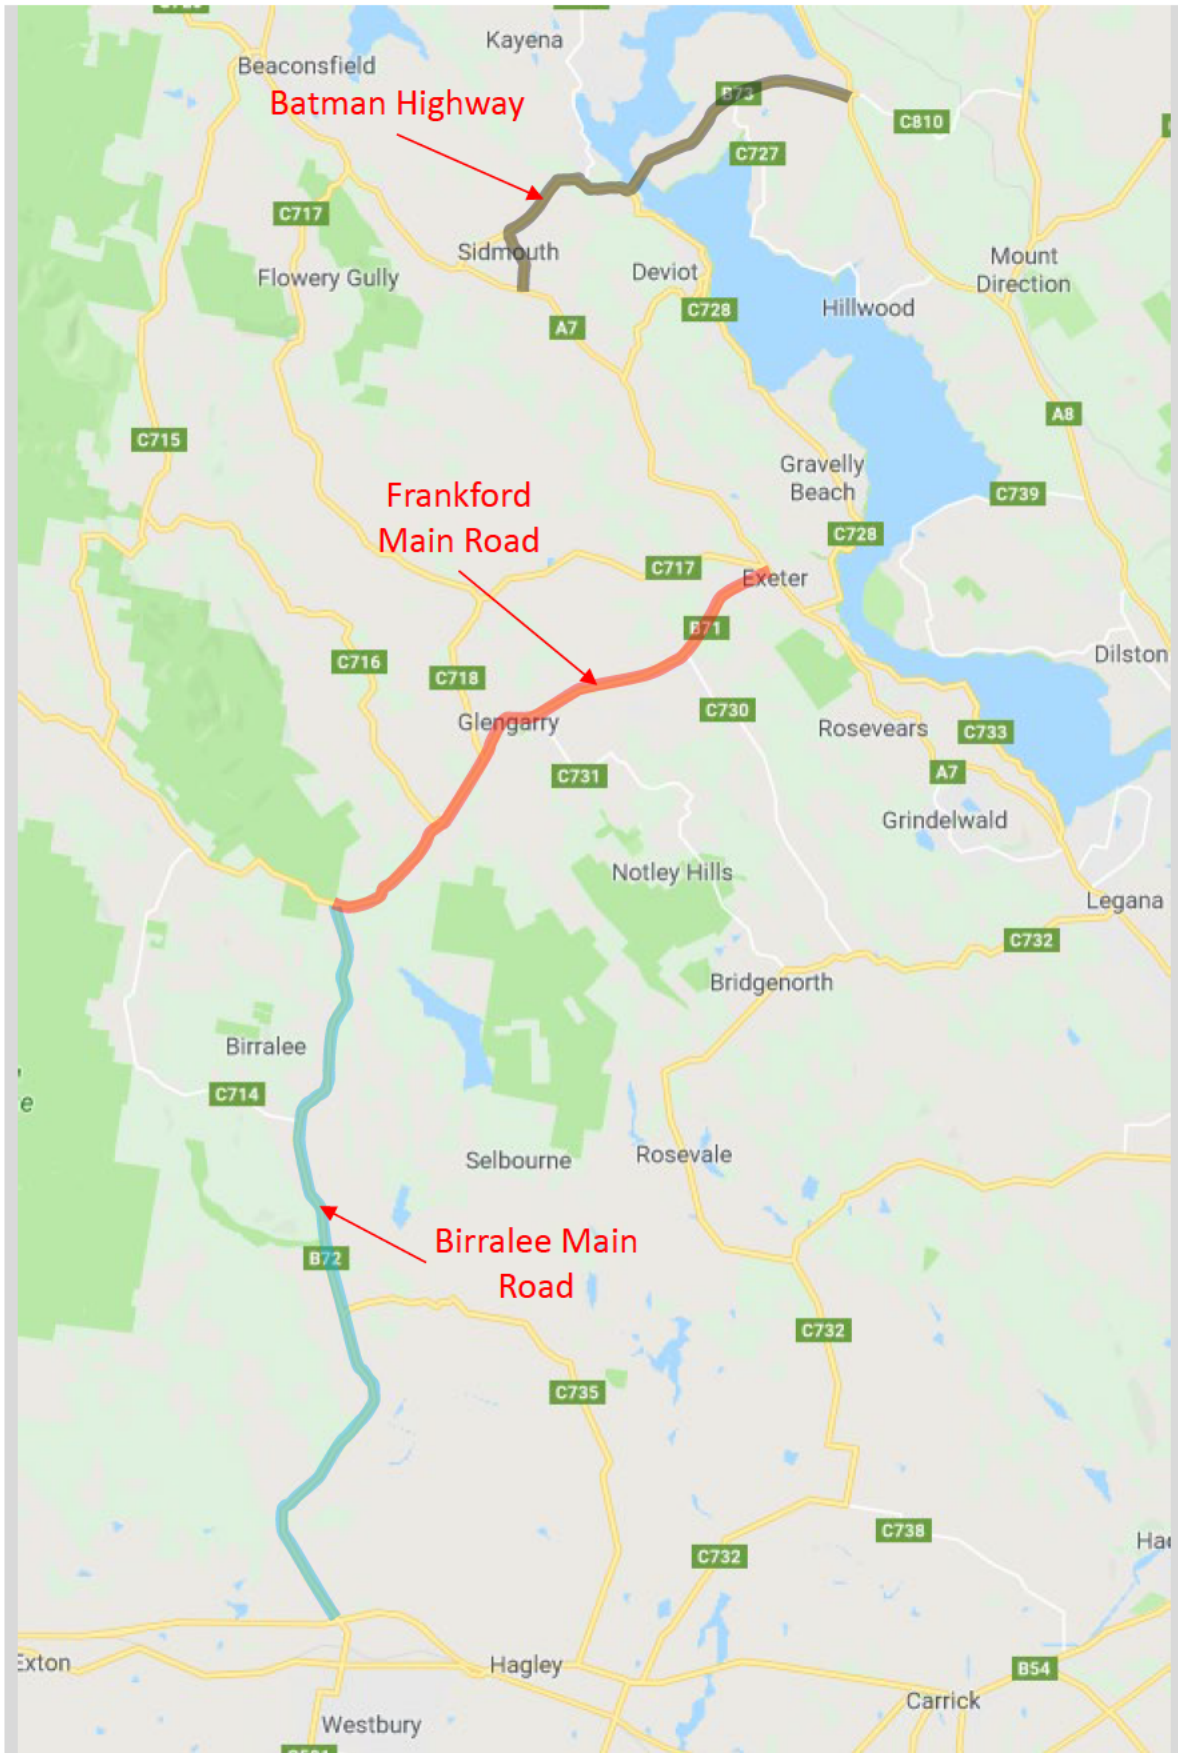 Kayena
Beaconsfield
Batman Highway
B73
C810
C727
C717
Sidmouth
Flowery Gully
Deviot
Mount
Direction
Hillwood
C728
A7
A8
C715
Gravelly
Beach
Frankford
Main Road
C739
C728
C717
Exeter
B71
Dilston
C716
C718
C730
Glengarry
Rosevears
C733
C731
A7
Grindelwald
Notley Hills
Legana
C732
Bridgenorth
Birralee
C714
e
Selbourne
Rosevale
Birralee Main
Road
B72
C732
C735
C738
C732
Exton
Hagley
B54
Carrick
Westbury